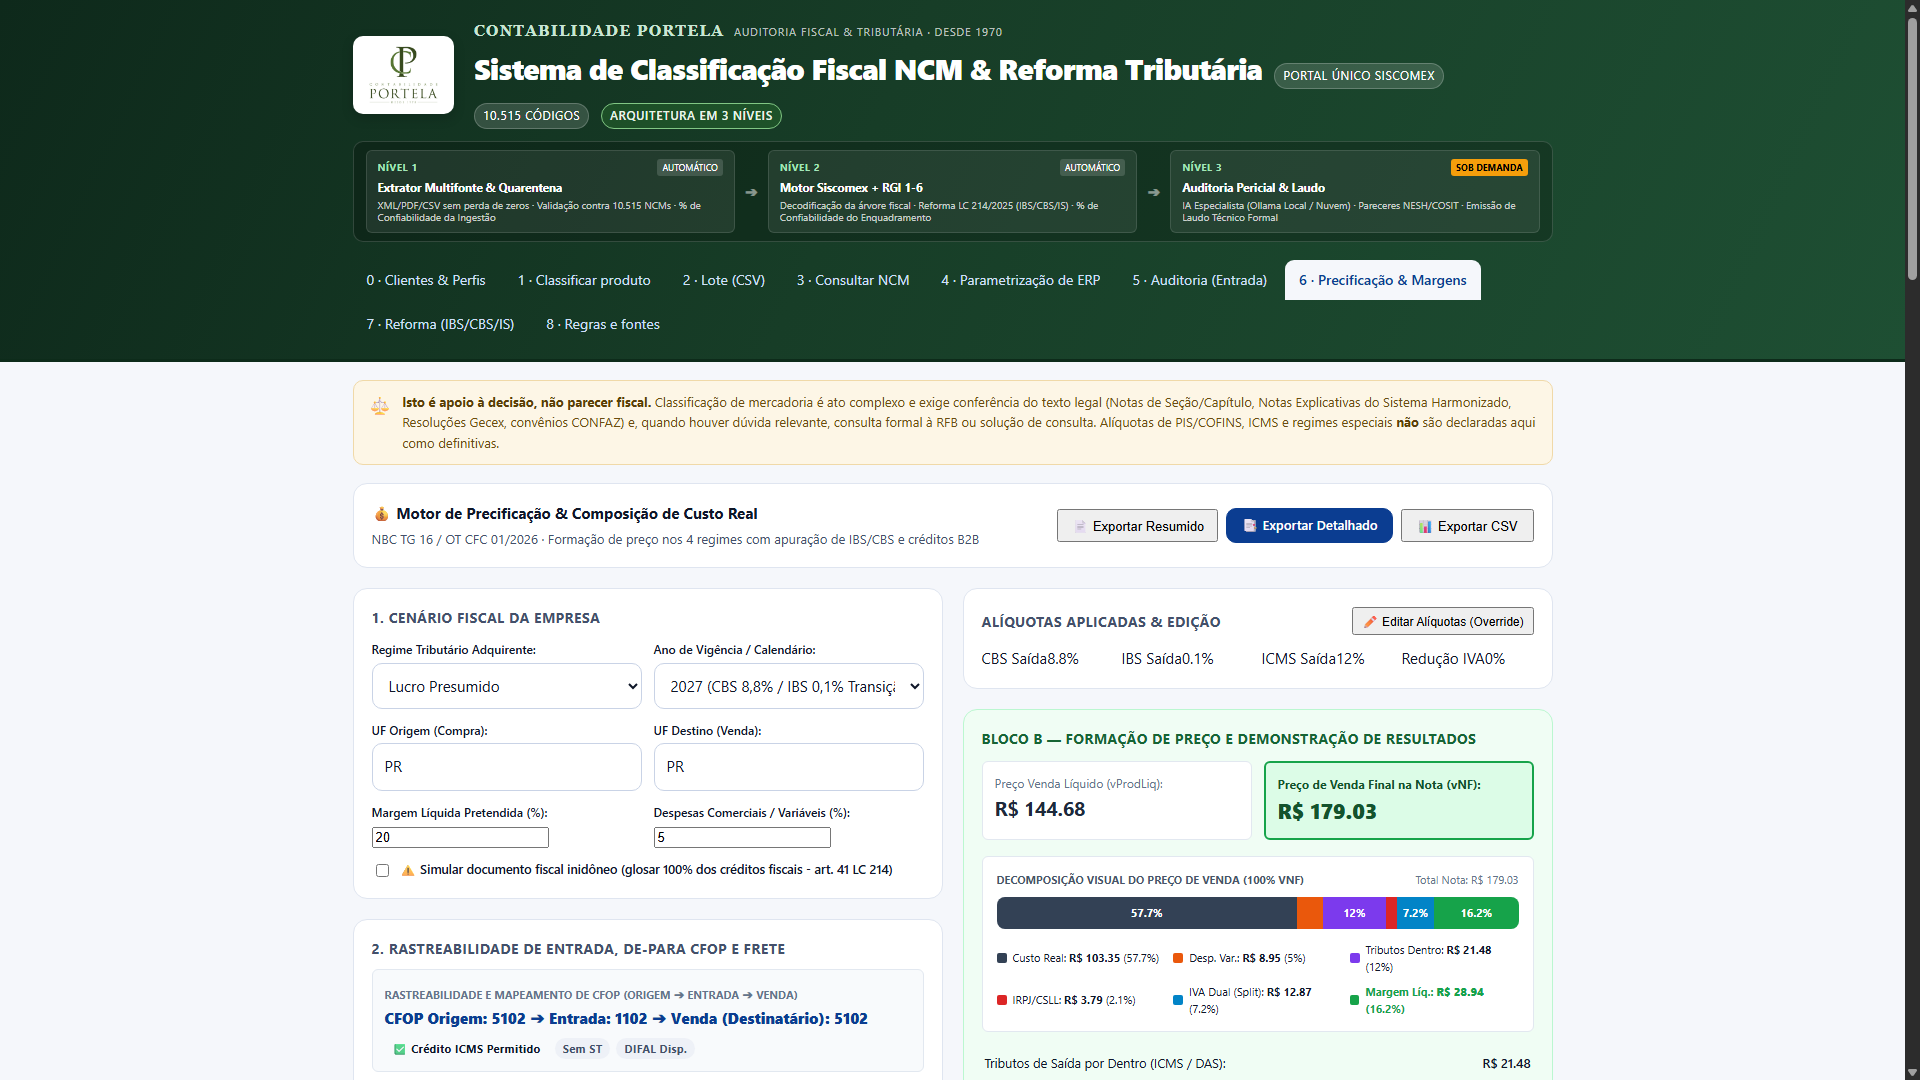 CONTABILIDADE PORTELA AUDITORIA FISCAL & TRIBUTÁRIA · DESDE 1970
Sistema de Classificação Fiscal NCM & Reforma Tributária PORTAL ÚNICO SISCOMEX
PORTELA
10.515 CÓDIGOS ARQUITETURA EM 3 NÍVEIS
NÍVEL 1 AUTOMÁTICO
Extrator Multifonte & Quarentena
XML/PDF/CSV sem perda de zeros · Validação contra 10.515 NCMs · % de
Confiabilidade da Ingestão
➔
NÍVEL 2 AUTOMÁTICO
Motor Siscomex + RGI 1-6
Decodificação da árvore fiscal · Reforma LC 214/2025 (IBS/CBS/IS) · % de
Confiabilidade do Enquadramento
➔
NÍVEL 3 SOB DEMANDA
Auditoria Pericial & Laudo
IA Especialista (Ollama Local / Nuvem) · Pareceres NESH/COSIT · Emissão de
Laudo Técnico Formal
0 · Clientes & Perfis 1 · Classificar produto 2 · Lote (CSV) 3 · Consultar NCM 4 · Parametrização de ERP 5 · Auditoria (Entrada) 6 · Precificação & Margens
7 · Reforma (IBS/CBS/IS) 8 · Regras e fontes
Isto é apoio à decisão, não parecer fiscal. Classificação de mercadoria é ato complexo e exige conferência do texto legal (Notas de Seção/Capítulo, Notas Explicativas do Sistema Harmonizado,
Resoluções Gecex, convênios CONFAZ) e, quando houver dúvida relevante, consulta formal à RFB ou solução de consulta. Alíquotas de PIS/COFINS, ICMS e regimes especiais não são declaradas aqui
como definitivas.
Motor de Precificação & Composição de Custo Real
NBC TG 16 / OT CFC 01/2026 · Formação de preço nos 4 regimes com apuração de IBS/CBS e créditos B2B
Exportar Resumido Exportar Detalhado Exportar CSV
1. CENÁRIO FISCAL DA EMPRESA
Regime Tributário Adquirente: Ano de Vigência / Calendário:
Lucro Presumido 2027 (CBS 8,8% / IBS 0,1% Transiçã
UF Origem (Compra): UF Destino (Venda):
PR PR
Margem Líquida Pretendida (%): Despesas Comerciais / Variáveis (%):
20 5
Simular documento fiscal inidôneo (glosar 100% dos créditos fiscais - art. 41 LC 214)
2. RASTREABILIDADE DE ENTRADA, DE-PARA CFOP E FRETE
RASTREABILIDADE E MAPEAMENTO DE CFOP (ORIGEM ➔ ENTRADA ➔ VENDA)
CFOP Origem: 5102 ➔ Entrada: 1102 ➔ Venda (Destinatário): 5102
Crédito ICMS Permitido Sem ST DIFAL Disp.
ALÍQUOTAS APLICADAS & EDIÇÃO Editar Alíquotas (Override)
CBS Saída8.8% IBS Saída0.1% ICMS Saída12% Redução IVA0%
BLOCO B — FORMAÇÃO DE PREÇO E DEMONSTRAÇÃO DE RESULTADOS
Preço Venda Líquido (vProdLiq):
R$ 144.68
Preço de Venda Final na Nota (vNF):
R$ 179.03
DECOMPOSIÇÃO VISUAL DO PREÇO DE VENDA (100% VNF) Total Nota: R$ 179.03
57.7% 12% 7.2% 16.2%
Custo Real: R$ 103.35 (57.7%) Desp. Var.: R$ 8.95 (5%) Tributos Dentro: R$ 21.48
(12%)
IRPJ/CSLL: R$ 3.79 (2.1%) IVA Dual (Split): R$ 12.87
(7.2%)
Margem Líq.: R$ 28.94
(16.2%)
Tributos de Saída por Dentro (ICMS / DAS): R$ 21.48